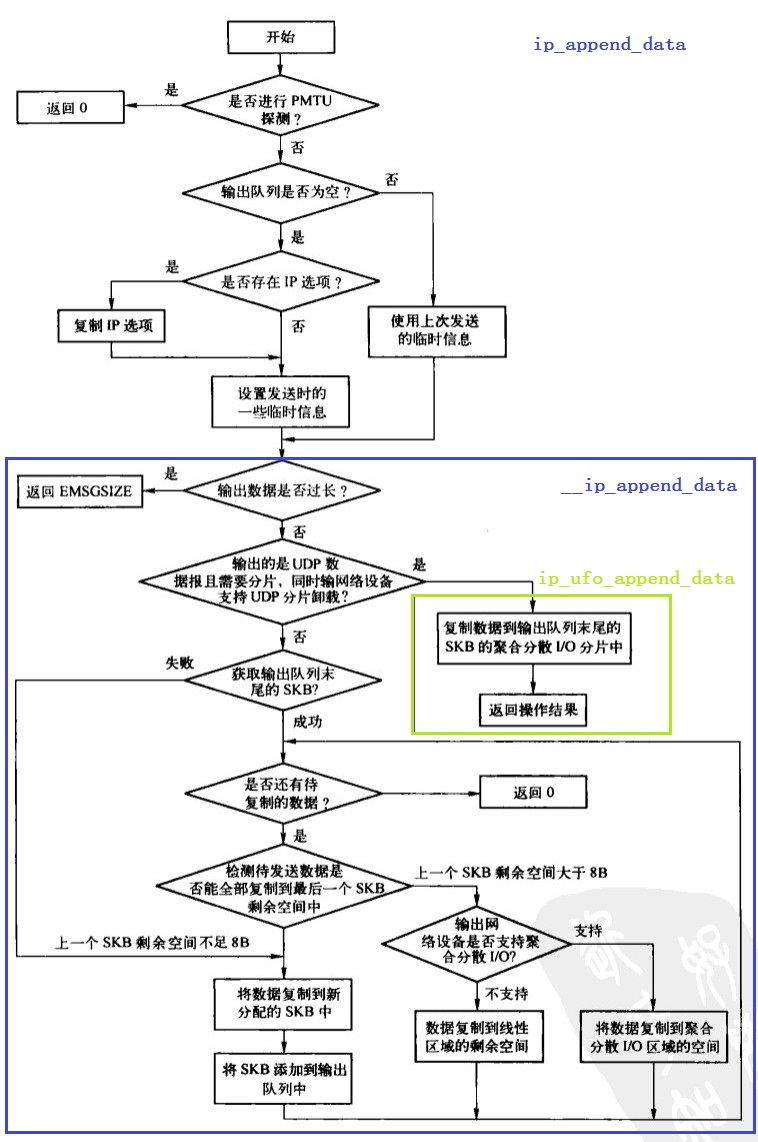 开始
ip_append_data
是
返回 0
是否进行 PMTU
探测？
否
输出队列是否为空？
否
是
是
是否存在 IP 选项？
复制 IP 选项
否
使用上次发送
的临时信息
设置发送时的
一些临时信息
是
返回 EMSGSIZE
输出数据是否过长？
__ip_append_data
否
输出的是 UDP 数
据报且需要分片，同时输网络设备
支持 UDP 分片卸载？
是
ip_ufo_append_data
复制数据到输出队列末尾的
SKB 的聚合分散 I/O 分片中
返回操作结果
否
失败
获取输出队列末
尾的 SKB?
成功
是否还有待
复制的数据？
返回 0
是
检测待发送数据是
否能全部复制到最后一个 SKB
剩余空间中
上一个 SKB 剩余空间大于 8B
上一个 SKB 剩余空间不足 8B
输出网
络设备是否支持聚
合分散 I/O?
支持
不支持
将数据复制到新
分配的 SKB 中
数据复制到线性
区域的剩余空间
将数据复制到聚合
分散 I/O 区域的空间
将 SKB 添加到输出
队列中